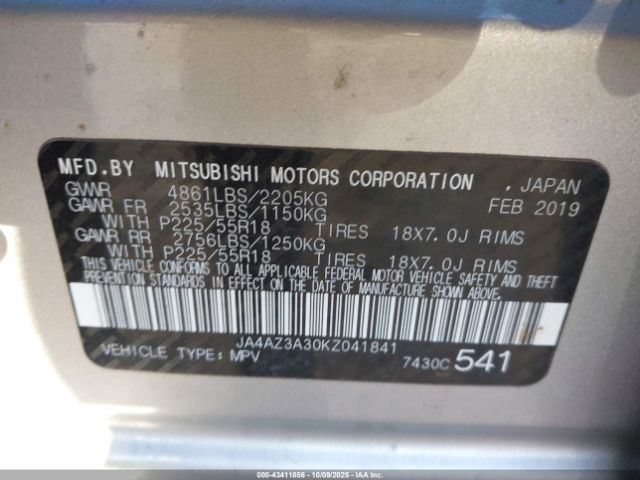 MFD.BY MITSUBISHI MOTORS CORPORATION , JAPAN
GVWR 4861LBS/2205KG FEB 2019
GAWR FR 2535LBS/1150KG
WITH P225/55R18 TIRES 18X7.0J RIMS
GAWR RR 2756LBS/1250KG
WITH P225/55R18 TIRES 18X7.0J RIMS
THIS VEHICLE CONFORMS TO ALL APPLICABLE FEDERAL MOTOR VEHICLE SAFETY AND THEFT
PREVENTION STANDARDS IN EFFECT ON THE DATE OF MANUFACTURE SHOWN ABOVE.
JA4AZ3A30KZ041841
VEHICLE TYPE: MPV 7430C 541
000-43411856 - 10/09/2025 - IAAI.com